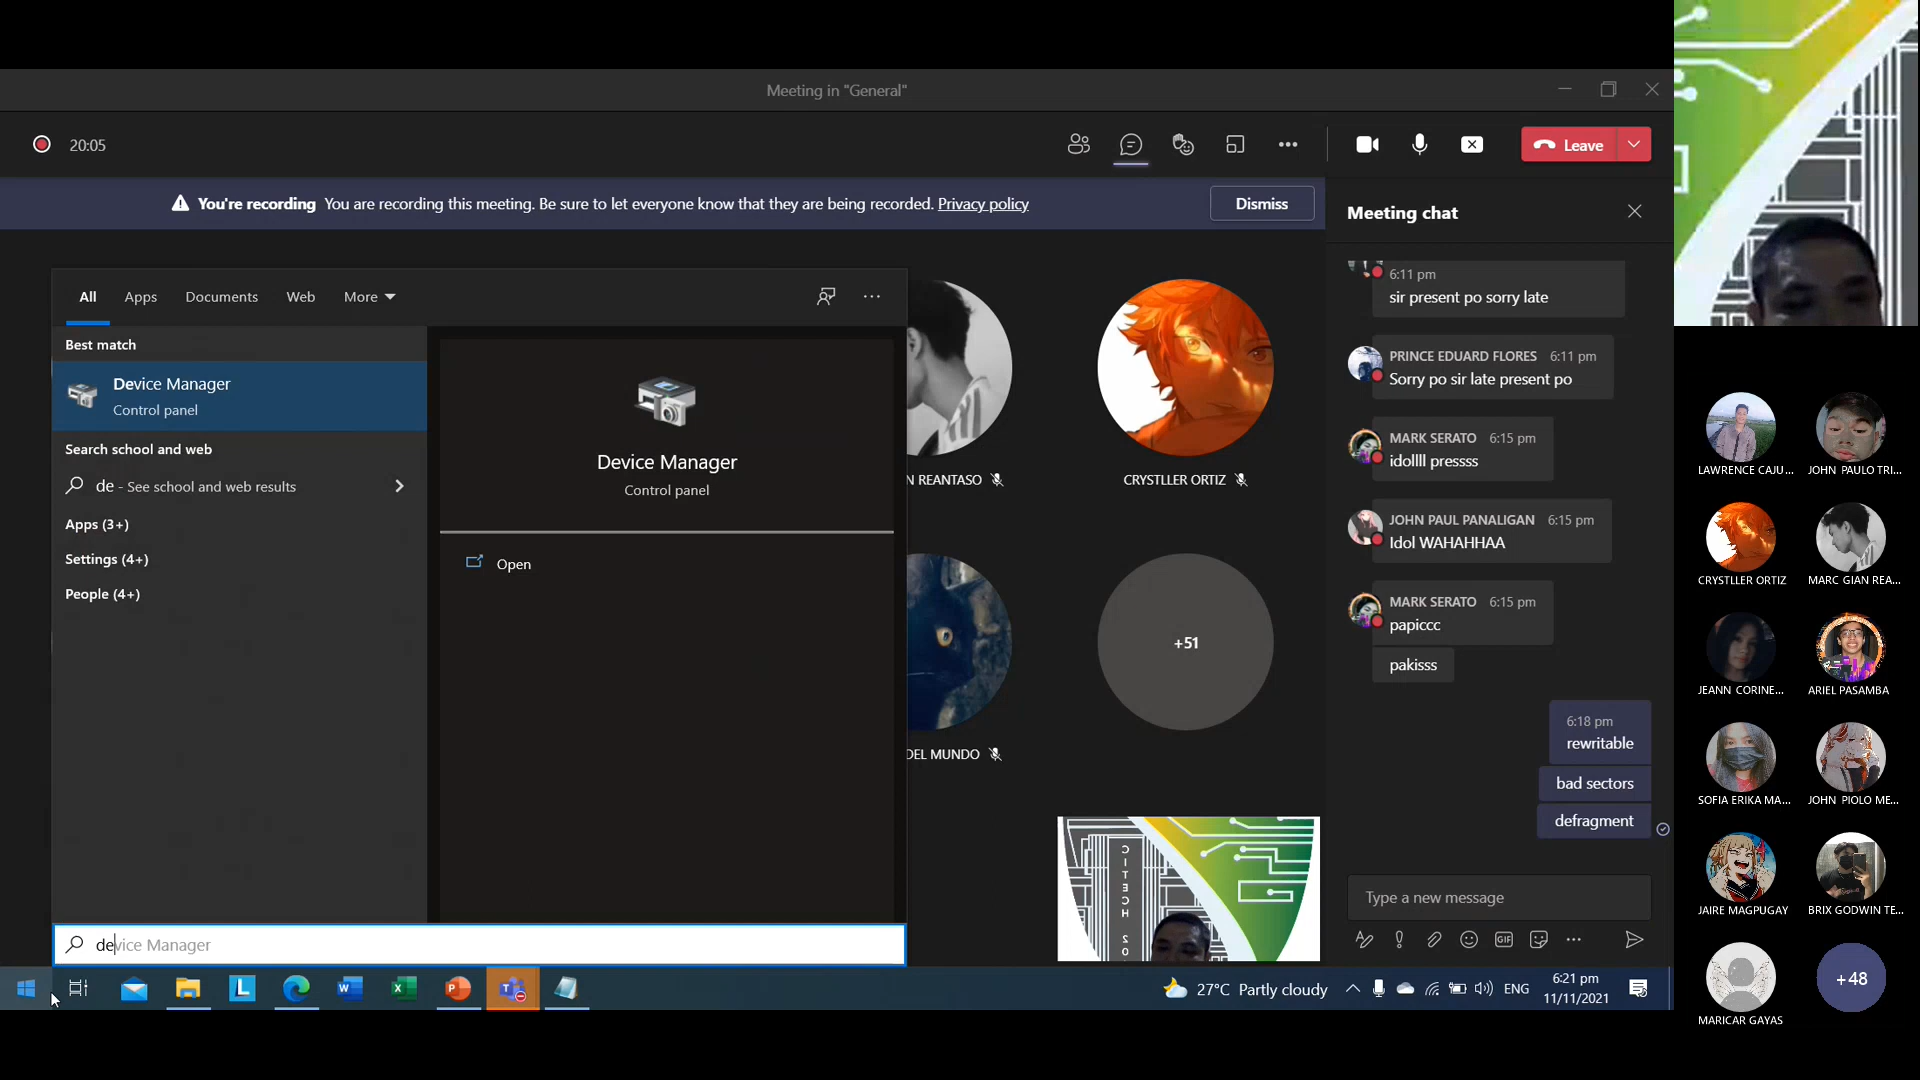 Meeting in "General"
20:05
Leave
You're recording You are recording this meeting. Be sure to let everyone know that they are being recorded. Privacy policy
Dismiss
Meeting chat
All
Apps
Documents
Web
More
Best match
Device Manager
Control panel
Search school and web
de - See school and web results
Apps (3+)
Settings (4+)
People (4+)
Device Manager
Control panel
Open
device Manager
N REANTASO
CRYSTLLER ORTIZ
DEL MUNDO
+51
CITECH 20
6:11 pm
sir present po sorry late
PRINCE EDUARD FLORES 6:11 pm
Sorry po sir late present po
MARK SERATO 6:15 pm
idollll pressss
JOHN PAUL PANALIGAN 6:15 pm
Idol WAHAHHAA
MARK SERATO 6:15 pm
papiccc
pakisss
6:18 pm
rewritable
bad sectors
defragment
Type a new message
GIF
27°C Partly cloudy
ENG
6:21 pm
11/11/2021
LAWRENCE CAJU...
JOHN PAULO TRI...
CRYSTLLER ORTIZ
MARC GIAN REA...
JEANN CORINE...
ARIEL PASAMBA
SOFIA ERIKA MA...
JOHN PIOLO ME...
JAIRE MAGPUGAY
BRIX GODWIN TE...
MARICAR GAYAS
+48